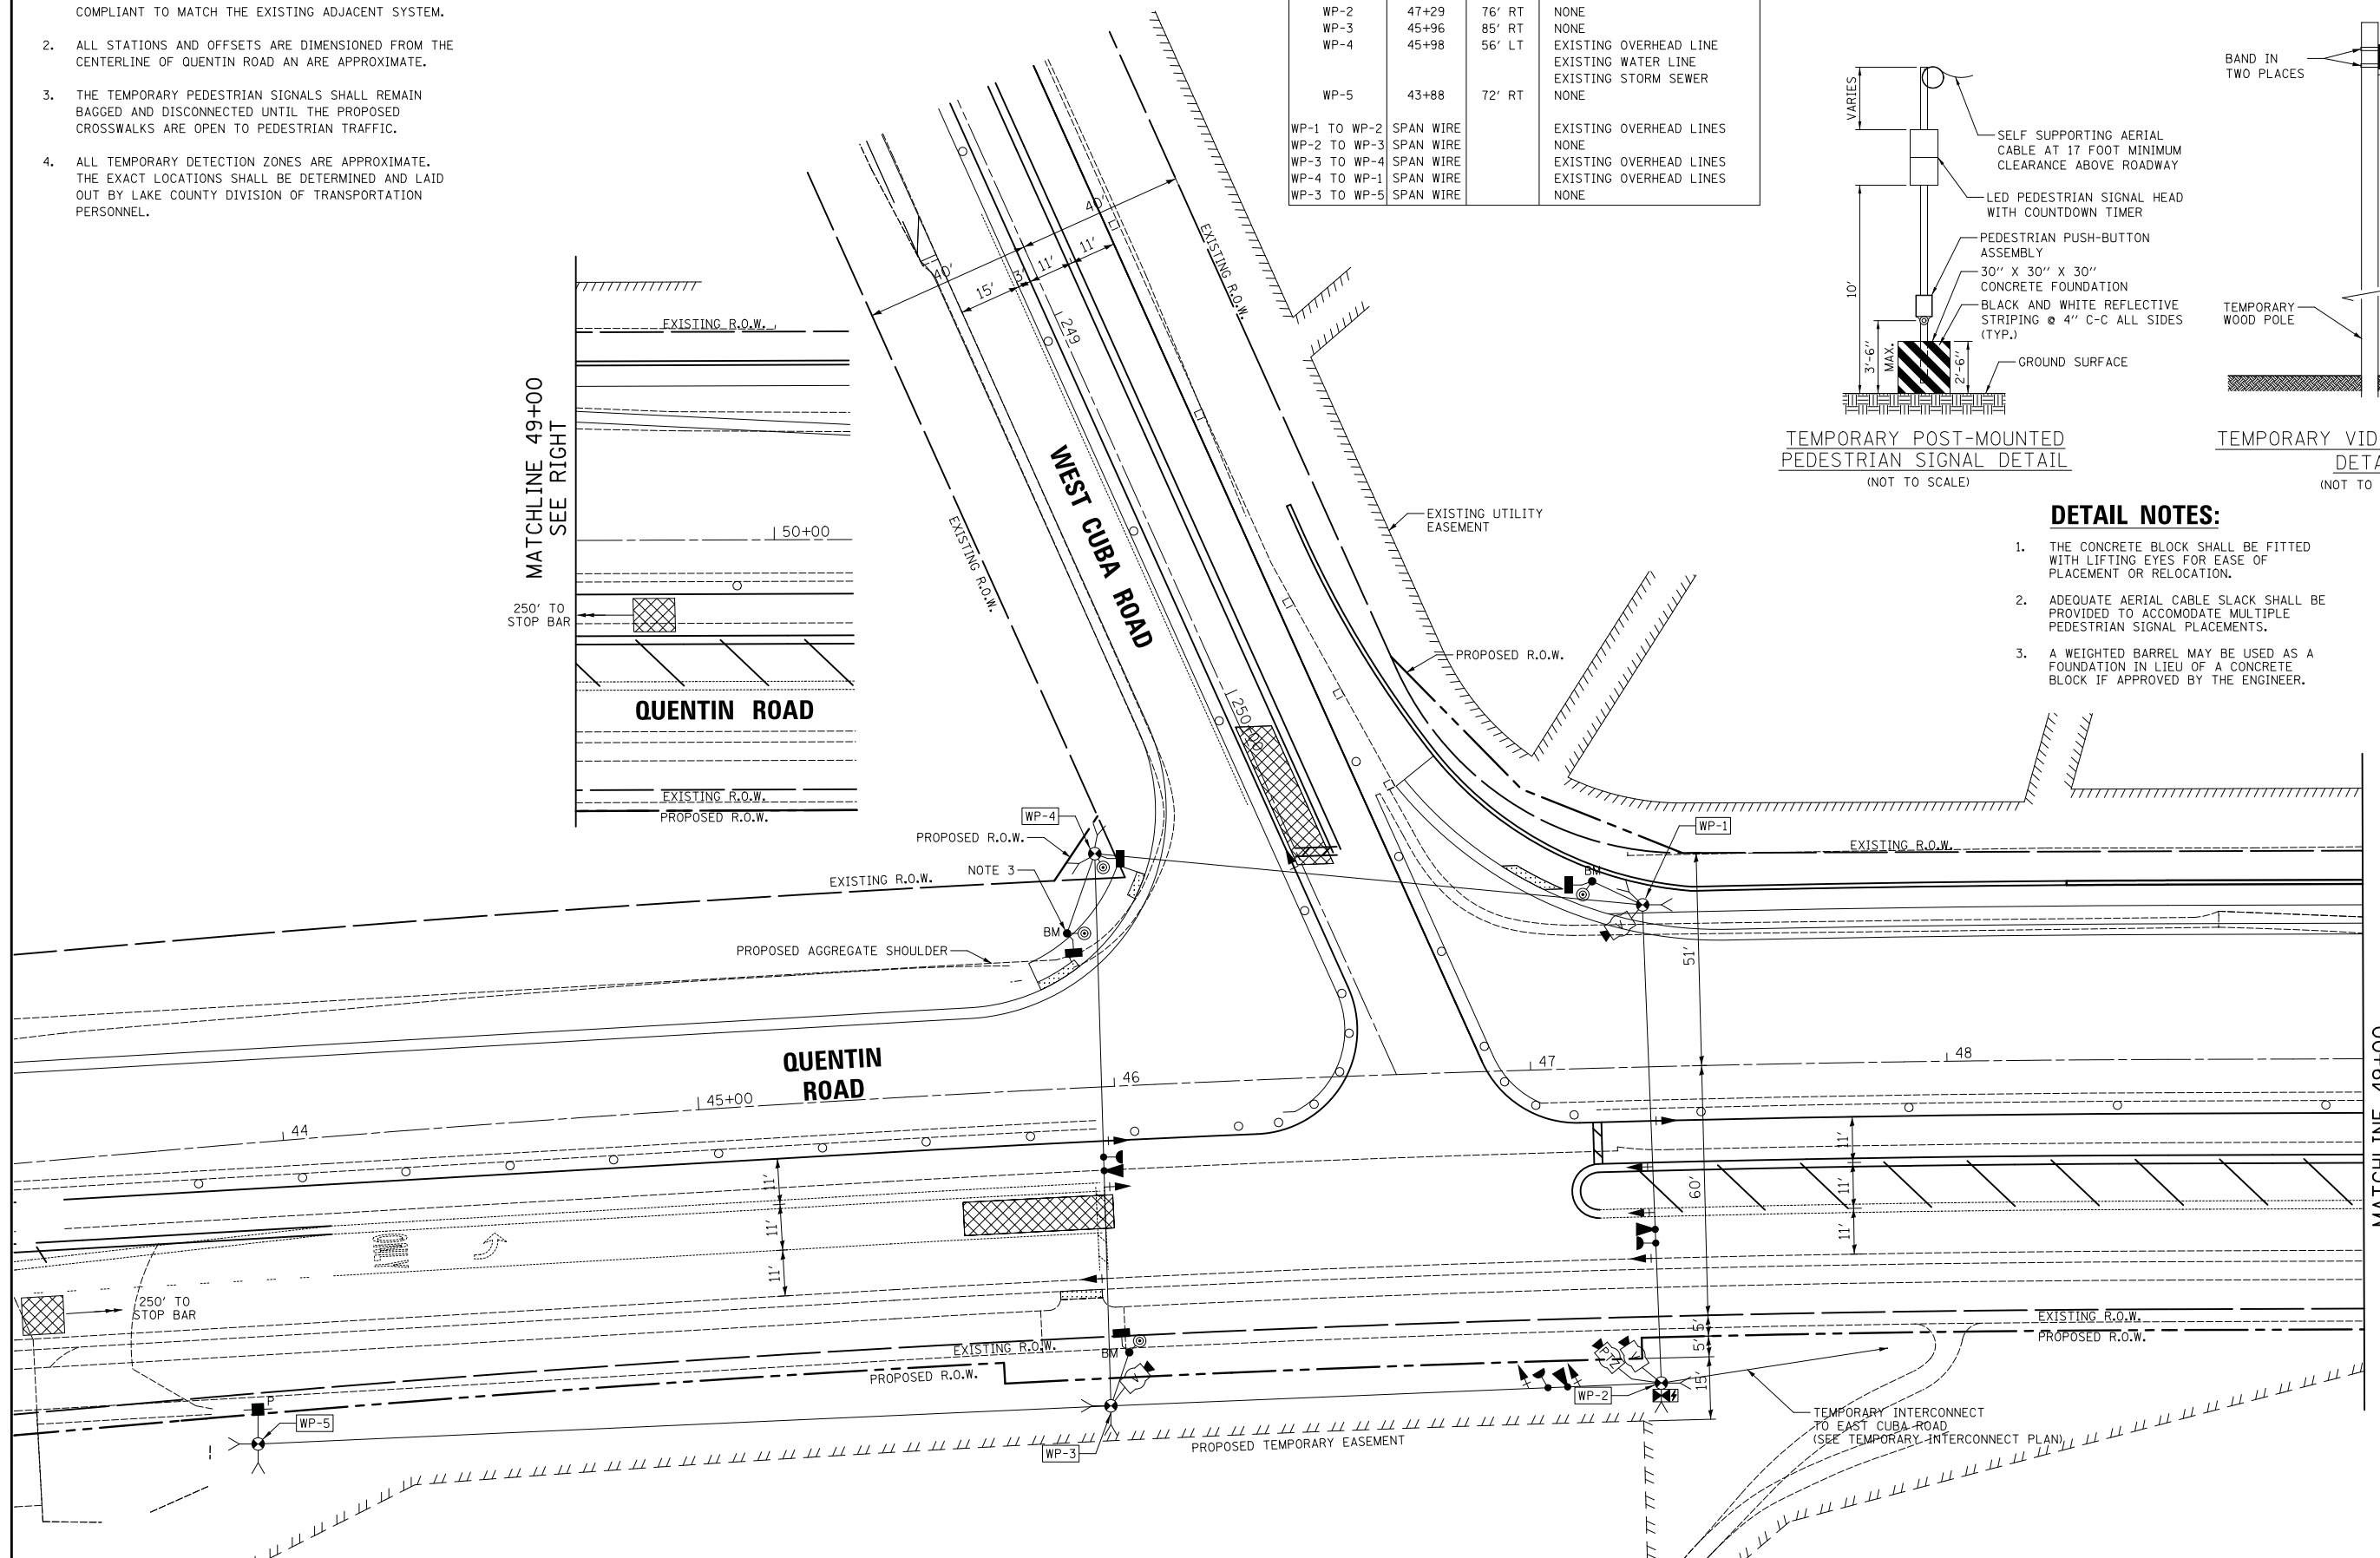 COMPLIANT TO MATCH THE EXISTING ADJACENT SYSTEM.
2. ALL STATIONS AND OFFSETS ARE DIMENSIONED FROM THE
CENTERLINE OF QUENTIN ROAD AN ARE APPROXIMATE.
3. THE TEMPORARY PEDESTRIAN SIGNALS SHALL REMAIN
BAGGED AND DISCONNECTED UNTIL THE PROPOSED
CROSSWALKS ARE OPEN TO PEDESTRIAN TRAFFIC.
4. ALL TEMPORARY DETECTION ZONES ARE APPROXIMATE.
THE EXACT LOCATIONS SHALL BE DETERMINED AND LAID
OUT BY LAKE COUNTY DIVISION OF TRANSPORTATION
PERSONNEL.
WP-2 47+29 76' RT NONE
WP-3 45+96 85' RT NONE
WP-4 45+98 56' LT EXISTING OVERHEAD LINE
EXISTING WATER LINE
EXISTING STORM SEWER
WP-5 43+88 72' RT NONE
WP-1 TO WP-2 SPAN WIRE EXISTING OVERHEAD LINES
WP-2 TO WP-3 SPAN WIRE NONE
WP-3 TO WP-4 SPAN WIRE EXISTING OVERHEAD LINES
WP-4 TO WP-1 SPAN WIRE EXISTING OVERHEAD LINES
WP-3 TO WP-5 SPAN WIRE NONE
VARIES
10'
3'-6"
MAX.
2'-6"
SELF SUPPORTING AERIAL
CABLE AT 17 FOOT MINIMUM
CLEARANCE ABOVE ROADWAY
LED PEDESTRIAN SIGNAL HEAD
WITH COUNTDOWN TIMER
PEDESTRIAN PUSH-BUTTON
ASSEMBLY
30" X 30" X 30"
CONCRETE FOUNDATION
BLACK AND WHITE REFLECTIVE
STRIPING @ 4" C-C ALL SIDES
(TYP.)
GROUND SURFACE
TEMPORARY POST-MOUNTED
PEDESTRIAN SIGNAL DETAIL
(NOT TO SCALE)
BAND IN
TWO PLACES
TEMPORARY
WOOD POLE
TEMPORARY VID
DETA
(NOT TO
DETAIL NOTES:
1. THE CONCRETE BLOCK SHALL BE FITTED
WITH LIFTING EYES FOR EASE OF
PLACEMENT OR RELOCATION.
2. ADEQUATE AERIAL CABLE SLACK SHALL BE
PROVIDED TO ACCOMODATE MULTIPLE
PEDESTRIAN SIGNAL PLACEMENTS.
3. A WEIGHTED BARREL MAY BE USED AS A
FOUNDATION IN LIEU OF A CONCRETE
BLOCK IF APPROVED BY THE ENGINEER.
MATCHLINE 49+00
SEE RIGHT
EXISTING R.O.W.
50+00
250' TO
STOP BAR
QUENTIN ROAD
EXISTING R.O.W.
PROPOSED R.O.W.
40'
40'
15'
3'
11'
11'
249
EXISTING R.O.W.
EXISTING R.O.W.
WEST CUBA ROAD
250+00
EXISTING UTILITY
EASEMENT
PROPOSED R.O.W.
WP-4
PROPOSED R.O.W.
NOTE 3
EXISTING R.O.W.
BM
PROPOSED AGGREGATE SHOULDER
WP-1
BM
V
EXISTING R.O.W.
51'
QUENTIN
ROAD
44
45+00
46
47
48
MATCHLINE 49+00
11'
11'
11'
60'
11'
11'
11'
250' TO
STOP BAR
EXISTING R.O.W.
PROPOSED R.O.W.
BM
V
P
WP-5
WP-3
PROPOSED TEMPORARY EASEMENT
PTZ
V
WP-2
5'
5'
15'
EXISTING R.O.W.
PROPOSED R.O.W.
TEMPORARY INTERCONNECT
TO EAST CUBA ROAD
(SEE TEMPORARY INTERCONNECT PLAN)